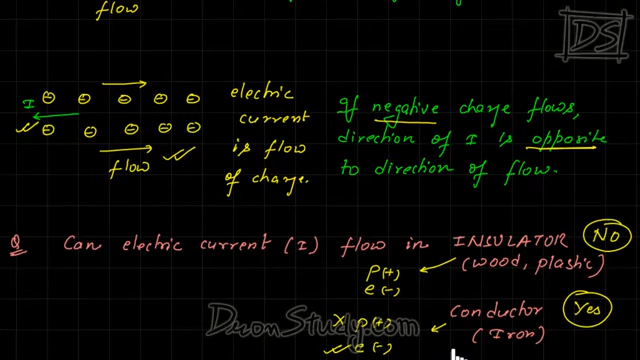 flow
DS
I
electric
current
is flow
of charge.
flow
If negative charge flows,
direction of I is opposite
to direction of flow.
Q Can electric current (I) flow in INSULATOR NO
(wood, plastic)
P(+)
e(-)
Conductor Yes
(Iron)
X P(+)
e(-)
DronStudy.com